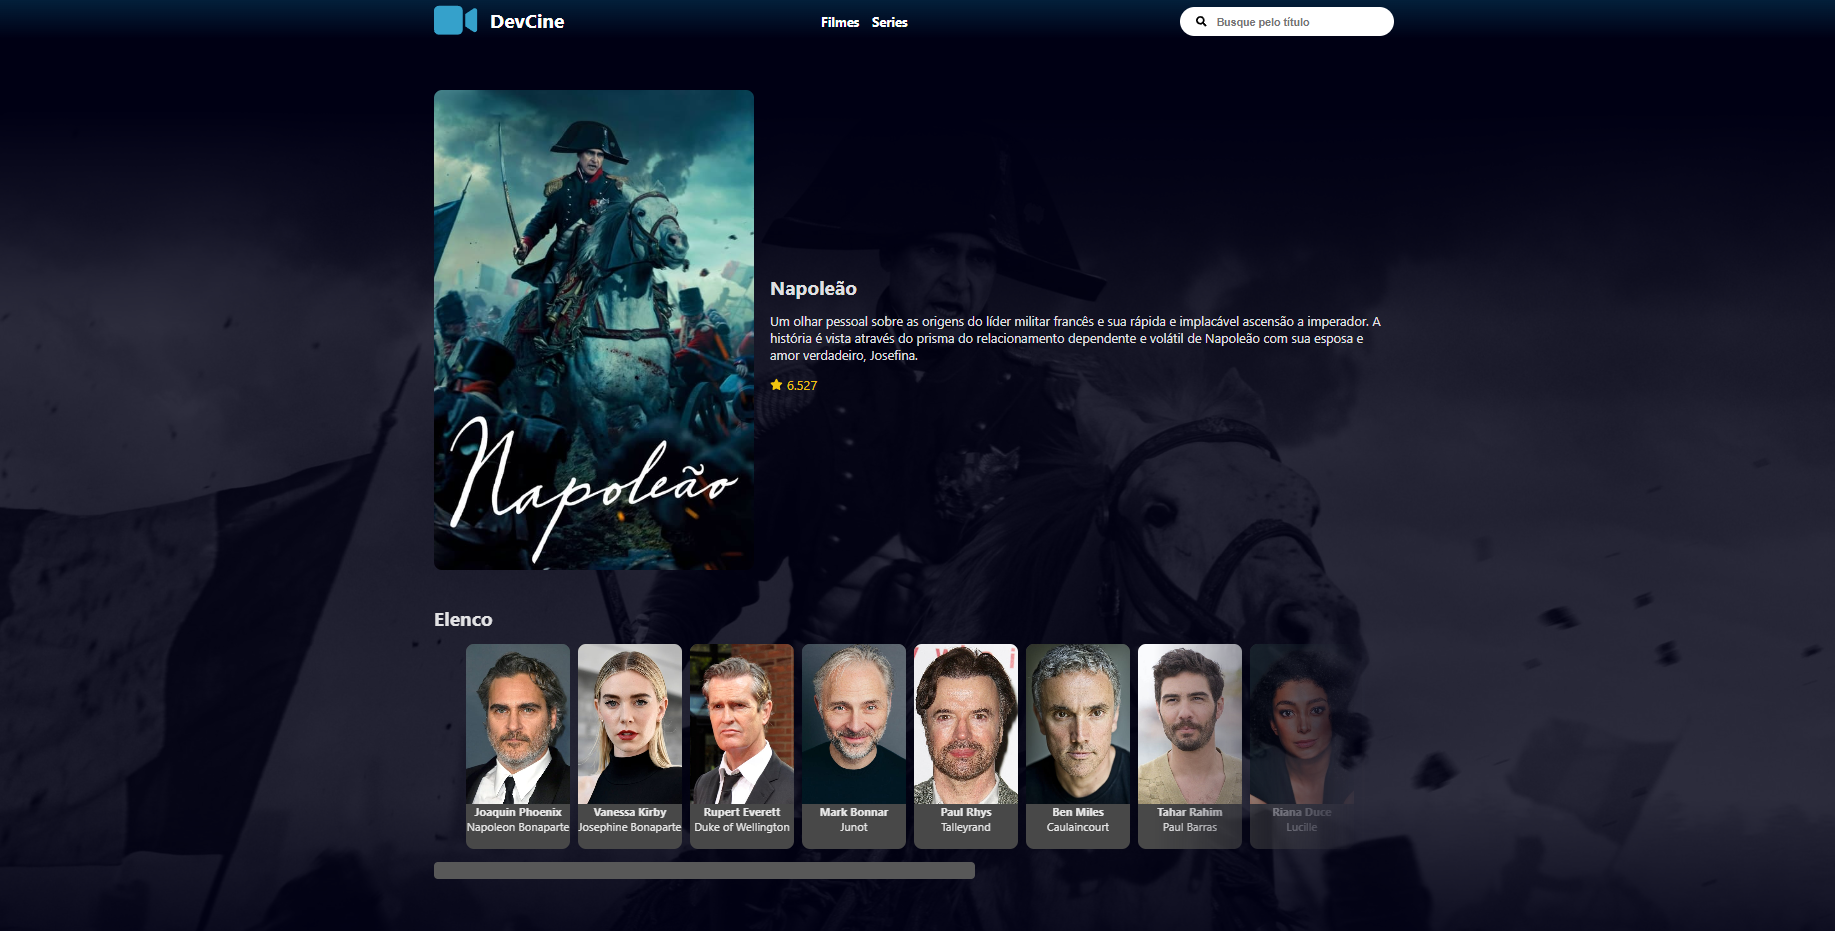 DevCine
Filmes Series
Busque pelo título
Napoleão
Napoleão
Um olhar pessoal sobre as origens do líder militar francês e sua rápida e implacável ascensão a imperador. A
história é vista através do prisma do relacionamento dependente e volátil de Napoleão com sua esposa e
amor verdadeiro, Josefina.
6.527
Elenco
Joaquin Phoenix
Napoleon Bonaparte
Vanessa Kirby
Josephine Bonaparte
Rupert Everett
Duke of Wellington
Mark Bonnar
Junot
Paul Rhys
Talleyrand
Ben Miles
Caulaincourt
Tahar Rahim
Paul Barras
Riana Duce
Lucille